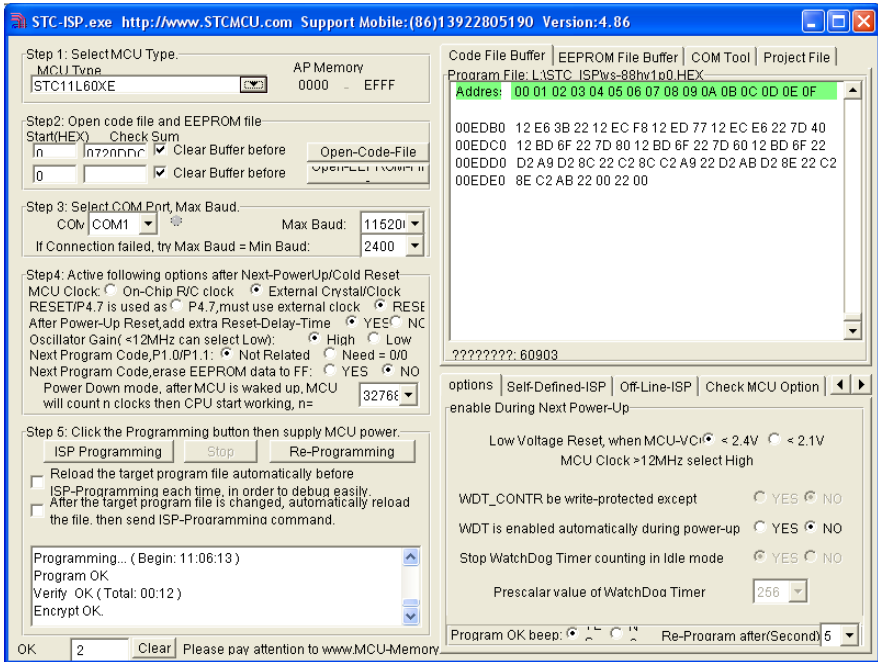 STC-ISP.exe http://www.STCMCU.com Support Mobile:(86)13922805190 Version:4.86
Step 1: Select MCU Type.
MCU Type
AP Memory
STC11L60XE
0000 - EFFF
Step2: Open code file and EEPROM file
Start(HEX) Check Sum
0
0720DDC
Clear Buffer before
Open-Code-File
0
Clear Buffer before
Step 3: Select COM Port, Max Baud.
COM1
Max Baud:
2400
If Connection failed, try Max Baud = Min Baud:
Step4: Active following options after Next-PowerUp/Cold Reset
MCU Clock: On-Chip R/C clock External Crystal/Clock
RESET/P4.7 is used as P4.7,must use external clock RESE
After Power-Up Reset,add extra Reset-Delay-Time YES NC
Oscillator Gain( <12MHz can select Low): High Low
Next Program Code,P1.0/P1.1: Not Related Need = 0/0
Next Program Code,erase EEPROM data to FF: YES NO
Power Down mode, after MCU is waked up, MCU
will count n clocks then CPU start working, n=
32768
Step 5: Click the Programming button then supply MCU power.
ISP Programming
Stop
Re-Programming
Reload the target program file automatically before
ISP-Programming each time, in order to debug easily.
After the target program file is changed, automatically reload
the file, then send ISP-Programming command.
Programming... ( Begin: 11:06:13 )
Program OK
Verify OK ( Total: 00:12 )
Encrypt OK.
OK
2
Clear
Please pay attention to www.MCU-Memory
Code File Buffer
EEPROM File Buffer
COM Tool
Project File
Program File: L:\STC_ISP\vs-88hv1p0.HEX
Addres: 00 01 02 03 04 05 06 07 08 09 0A 0B 0C 0D 0E 0F
00EDB0 12 E6 3B 22 12 EC F8 12 ED 77 12 EC E6 22 7D 40
00EDC0 12 BD 6F 22 7D 80 12 BD 6F 22 7D 60 12 BD 6F 22
00EDD0 D2 A9 D2 8C 22 C2 8C C2 A9 22 D2 AB D2 8E 22 C2
00EDE0 8E C2 AB 22 00 22 00
????????: 60903
options
Self-Defined-ISP
Off-Line-ISP
Check MCU Option
enable During Next Power-Up
Low Voltage Reset, when MCU-VC < 2.4V < 2.1V
MCU Clock >12MHz select High
WDT_CONTR be write-protected except YES NO
WDT is enabled automatically during power-up YES NO
Stop WatchDog Timer counting in Idle mode YES NO
Prescalar value of WatchDog Timer 256
Program OK beep:
Re-Program after(Second) 5